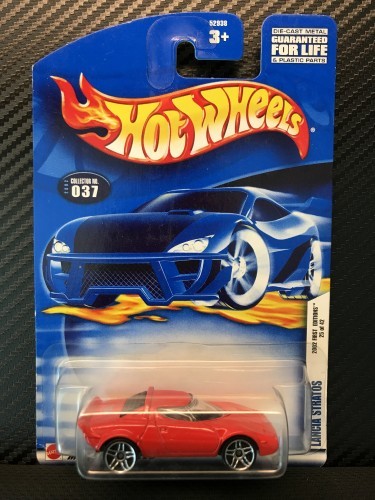 52938
3+
DIE-CAST METAL
GUARANTEED
FOR LIFE
& PLASTIC PARTS
HOT WHEELS
®
COLLECTOR NO.
037
2002 FIRST EDITIONS™
25 of 42
LANCIA STRATOS